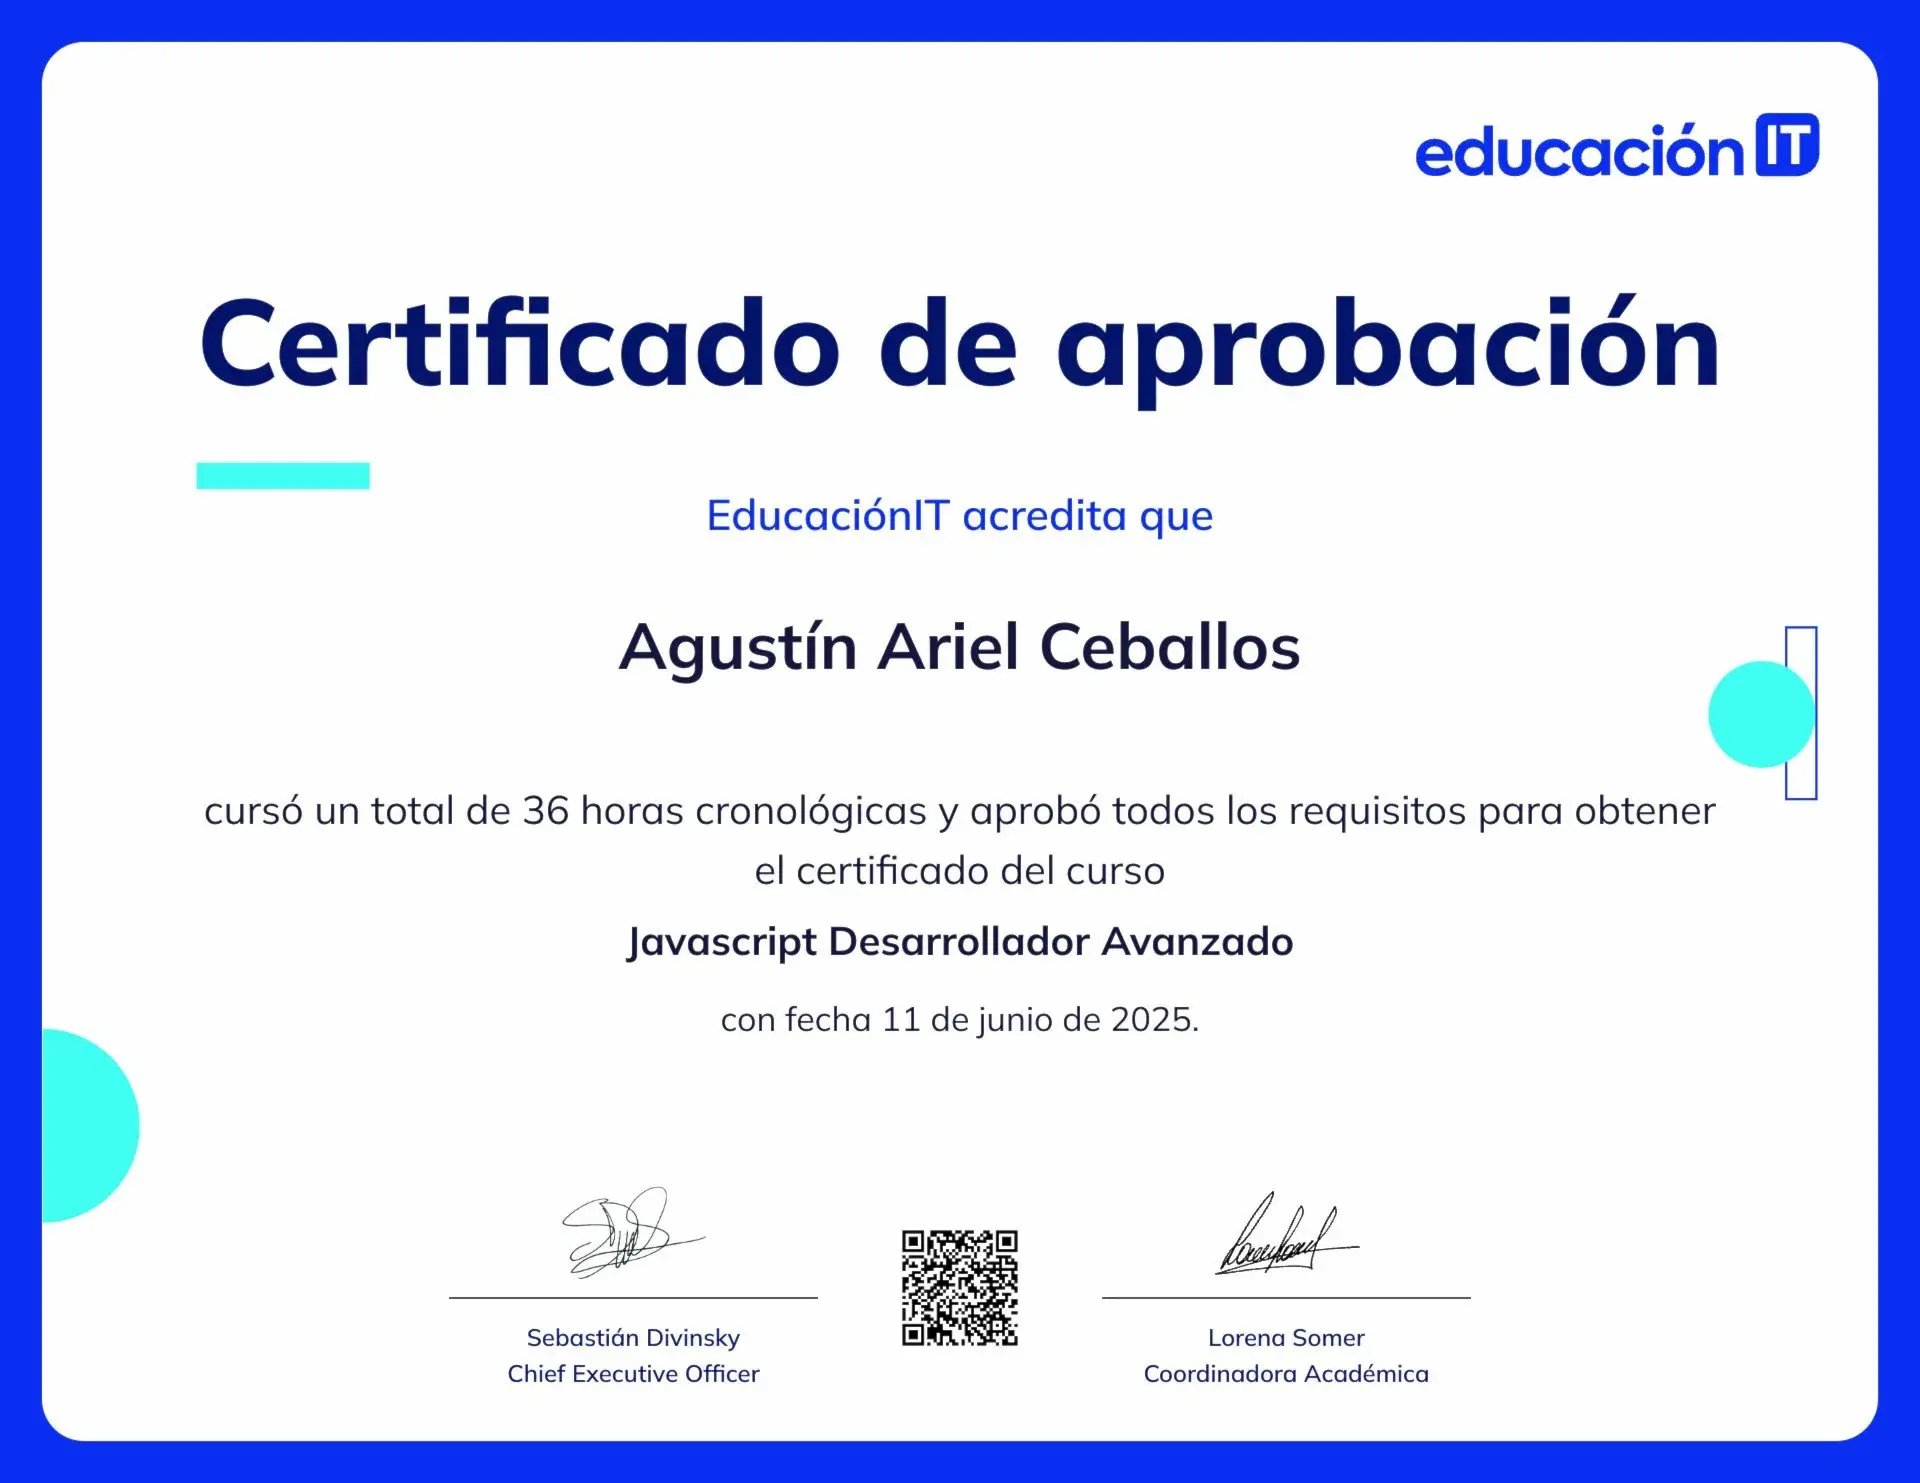 educación IT
Certificado de aprobación
EducaciónIT acredita que
Agustín Ariel Ceballos
cursó un total de 36 horas cronológicas y aprobó todos los requisitos para obtener
el certificado del curso
Javascript Desarrollador Avanzado
con fecha 11 de junio de 2025.
Sebastián Divinsky
Chief Executive Officer
Lorena Somer
Coordinadora Académica